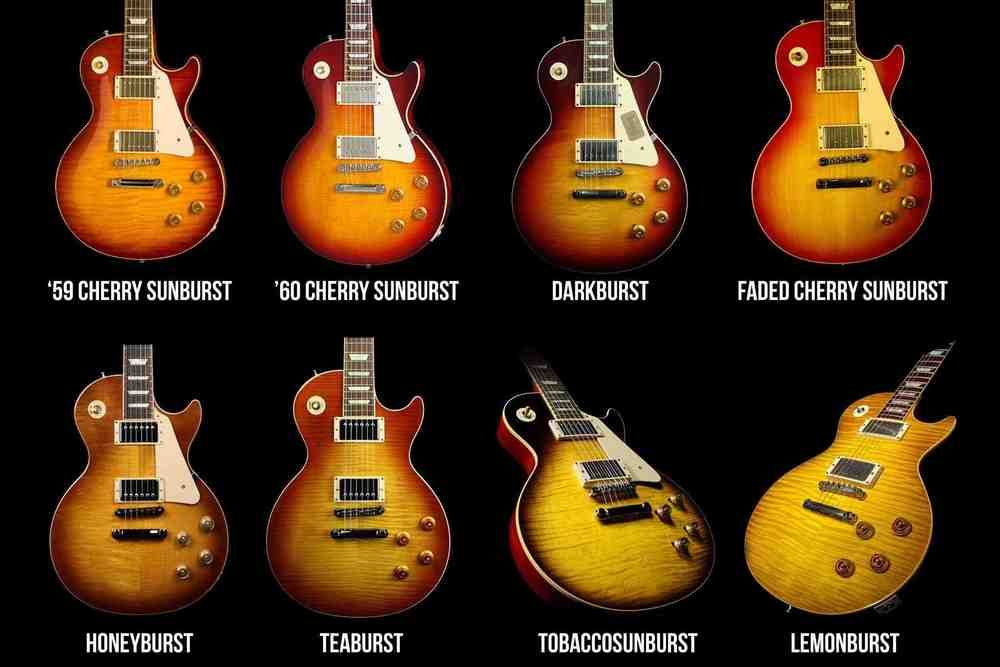 ‘59 CHERRY SUNBURST
’60 CHERRY SUNBURST
DARKBURST
FADED CHERRY SUNBURST
HONEYBURST
TEABURST
TOBACCOSUNBURST
LEMONBURST